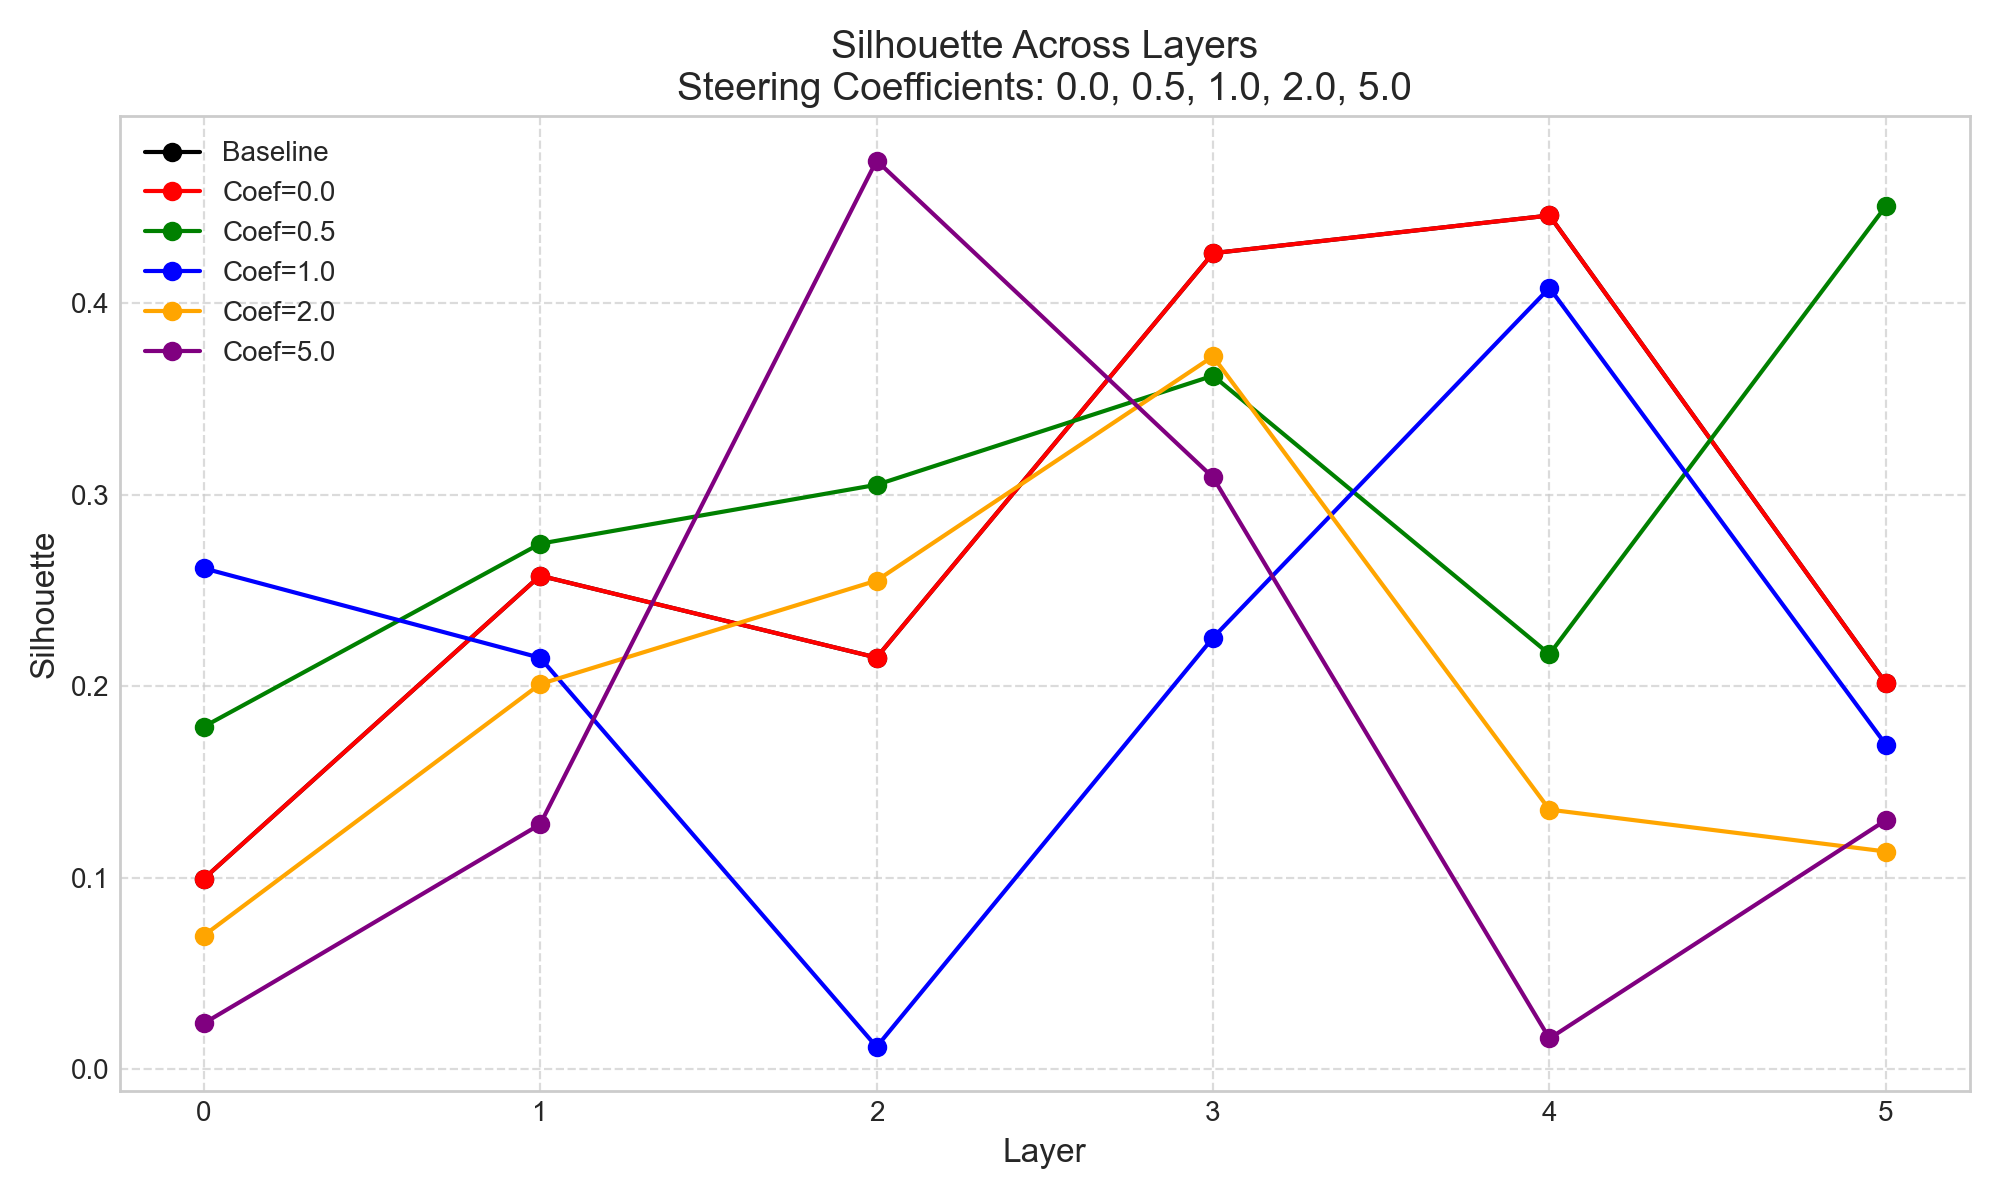 Silhouette Across Layers
Steering Coefficients: 0.0, 0.5, 1.0, 2.0, 5.0
Baseline
Coef=0.0
Coef=0.5
Coef=1.0
Coef=2.0
Coef=5.0
Silhouette
0.4
0.3
0.2
0.1
0.0
0 1 2 3 4 5
Layer